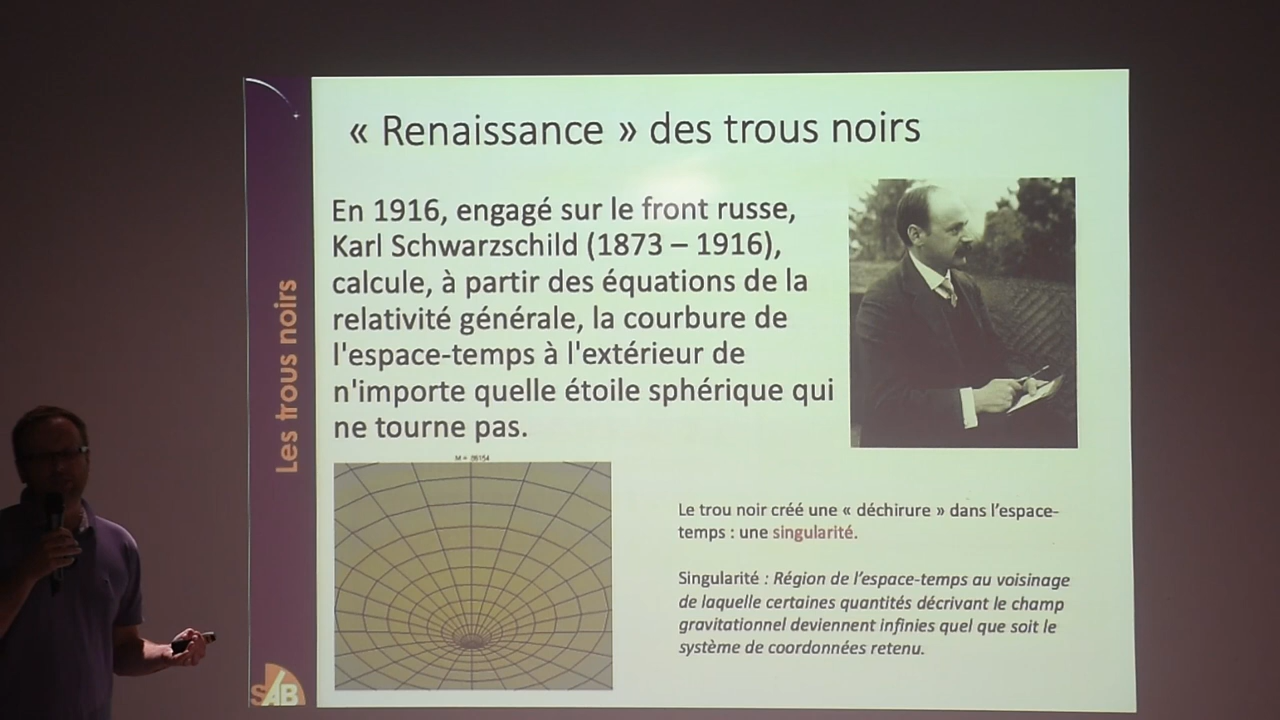 « Renaissance » des trous noirs
En 1916, engagé sur le front russe,
Karl Schwarzschild (1873 – 1916),
calcule, à partir des équations de la
relativité générale, la courbure de
l'espace-temps à l'extérieur de
n'importe quelle étoile sphérique qui
ne tourne pas.
Les trous noirs
Le trou noir créé une « déchirure » dans l'espace-
temps : une singularité.
Singularité : Région de l'espace-temps au voisinage
de laquelle certaines quantités décrivant le champ
gravitationnel deviennent infinies quel que soit le
système de coordonnées retenu.
SAB